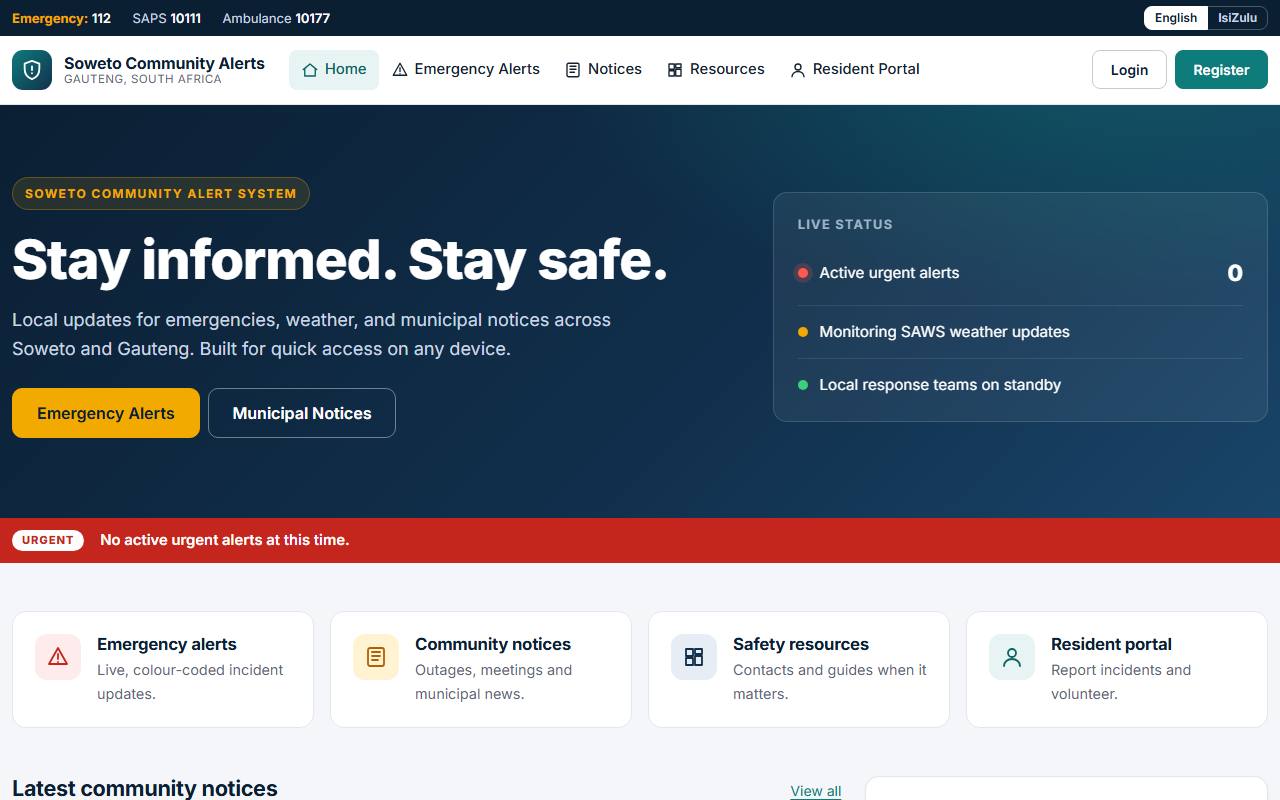 Emergency: 112 SAPS 10111 Ambulance 10177 English IsiZulu
Soweto Community Alerts
GAUTENG, SOUTH AFRICA
Home Emergency Alerts Notices Resources Resident Portal Login Register
SOWETO COMMUNITY ALERT SYSTEM
Stay informed. Stay safe.
Local updates for emergencies, weather, and municipal notices across
Soweto and Gauteng. Built for quick access on any device.
Emergency Alerts Municipal Notices
LIVE STATUS
Active urgent alerts 0
Monitoring SAWS weather updates
Local response teams on standby
URGENT No active urgent alerts at this time.
Emergency alerts
Live, colour-coded incident
updates.
Community notices
Outages, meetings and
municipal news.
Safety resources
Contacts and guides when it
matters.
Resident portal
Report incidents and
volunteer.
Latest community notices View all